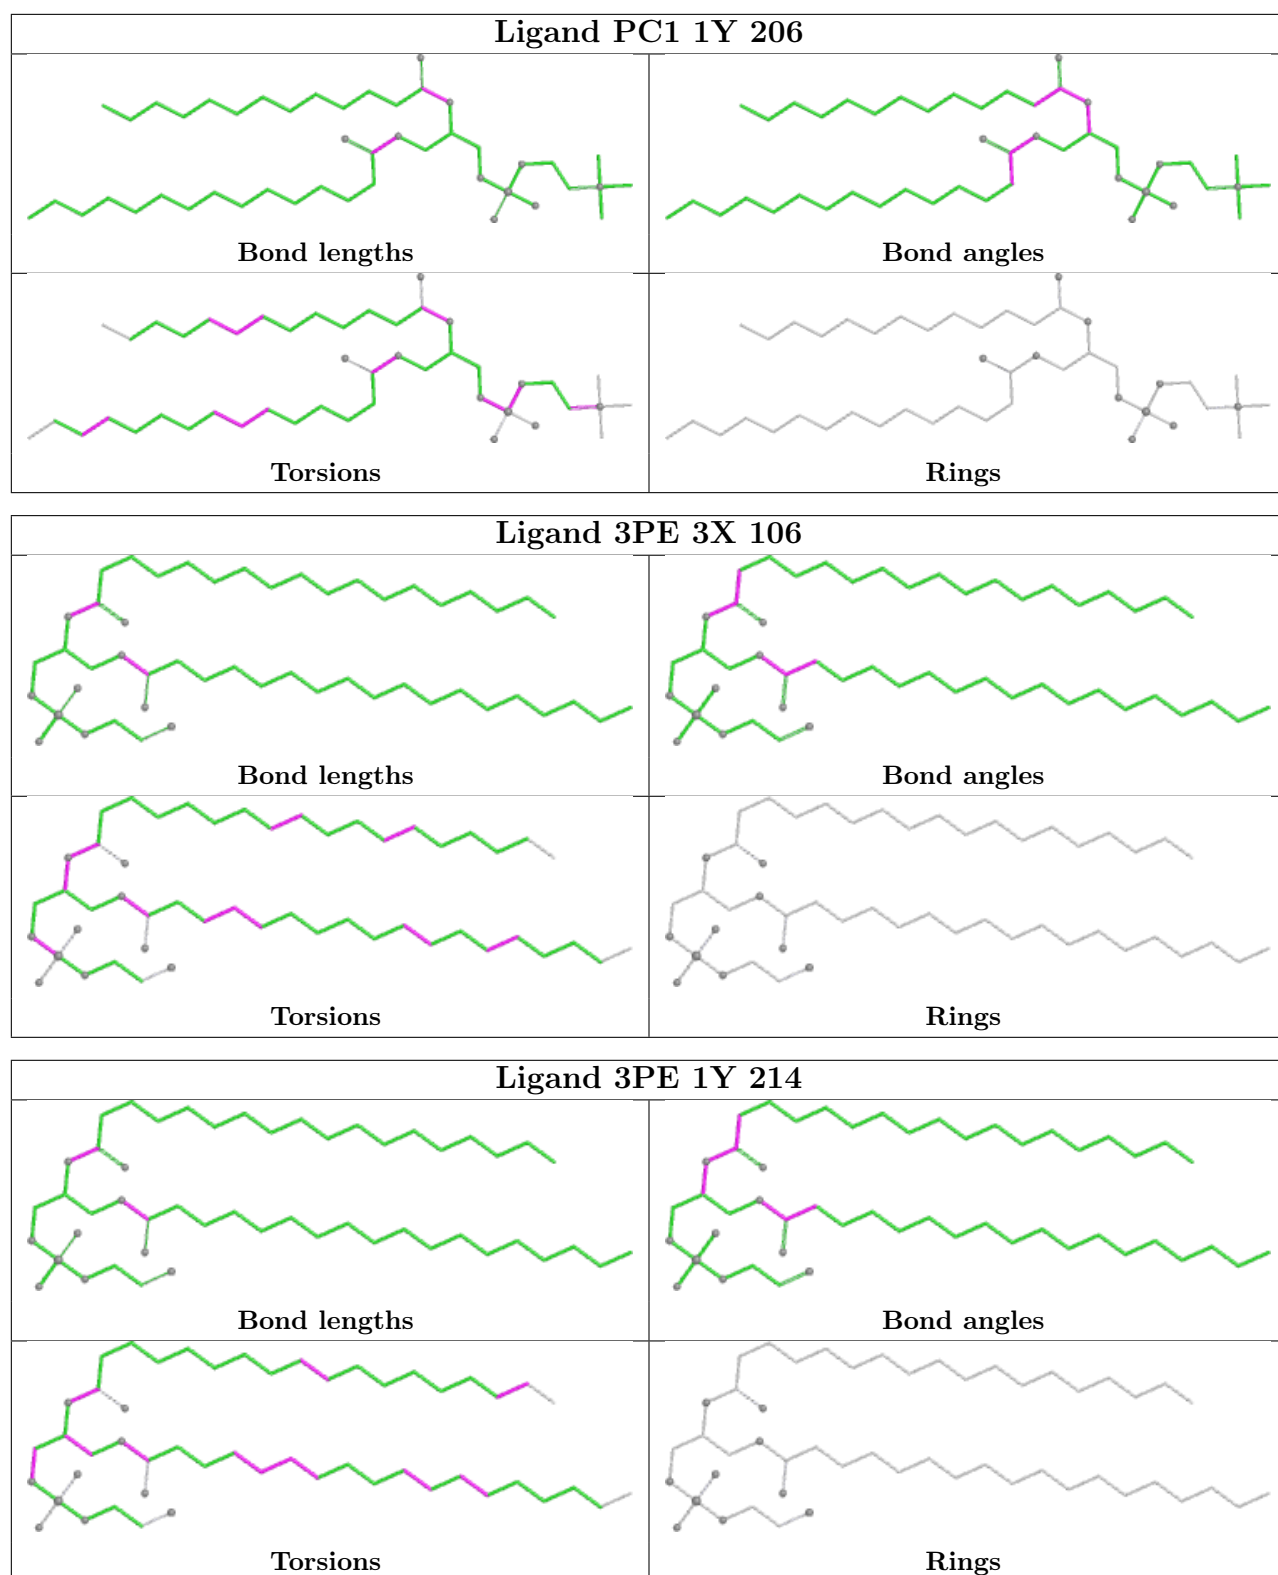 Ligand PC1 1Y 206
Bond lengths
Bond angles
Torsions
Rings
Ligand 3PE 3X 106
Bond lengths
Bond angles
Torsions
Rings
Ligand 3PE 1Y 214
Bond lengths
Bond angles
Torsions
Rings